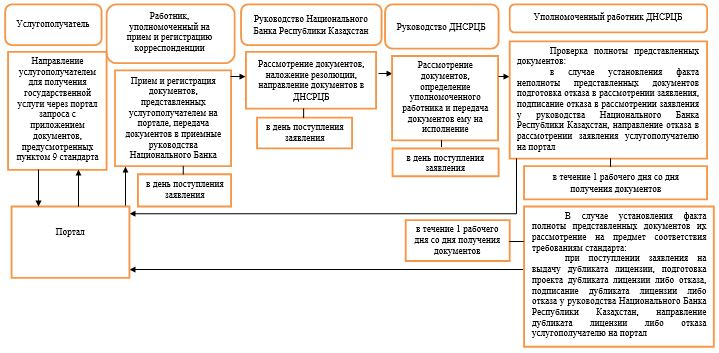 Услугополучатель
Работник,
уполномоченный на
прием и регистрацию
корреспонденции
Руководство Национального
Банка Республики Казахстан
Руководство ДНСРЦБ
Уполномоченный работник ДНСРЦБ
Направление
услугополучателем
для получения
государственной
услуги через портал
запроса с
приложением
документов,
предусмотренных
пунктом 9 стандарта
Прием и регистрация
документов,
представленных
услугополучателем на
портале, передача
документов в приемные
руководства
Национального Банка
в день поступления
заявления
Рассмотрение документов,
наложение резолюции,
направление документов в
ДНСРЦБ
в день поступления
заявления
Рассмотрение
документов,
определение
уполномоченного
работника и передача
документов ему на
исполнение
в день поступления
заявления
Проверка полноты представленных
документов:
в случае установления факта
неполноты представленных документов
подготовка отказа в рассмотрении заявления,
подписание отказа в рассмотрении заявления
у руководства Национального Банка
Республики Казахстан, направление отказа в
рассмотрении заявления услугополучателю
на портал
в течение 1 рабочего дня со дня
получения документов
Портал
в течение 1 рабочего
дня со дня получения
документов
В случае установления факта
полноты представленных документов их
рассмотрение на предмет соответствия
требованиям стандарта:
при поступлении заявления на
выдачу дубликата лицензии, подготовка
проекта дубликата лицензии либо отказа,
подписание дубликата лицензии либо
отказа у руководства Национального Банка
Республики Казахстан, направление
дубликата лицензии либо отказа
услугополучателю на портал